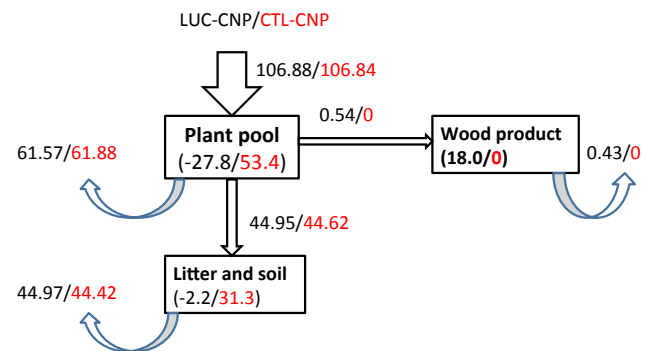 LUC-CNP/CTL-CNP
106.88/106.84
0.54/0
Plant pool
(-27.8/53.4)
Wood product
(18.0/0)
61.57/61.88
0.43/0
44.95/44.62
Litter and soil
(-2.2/31.3)
44.97/44.42